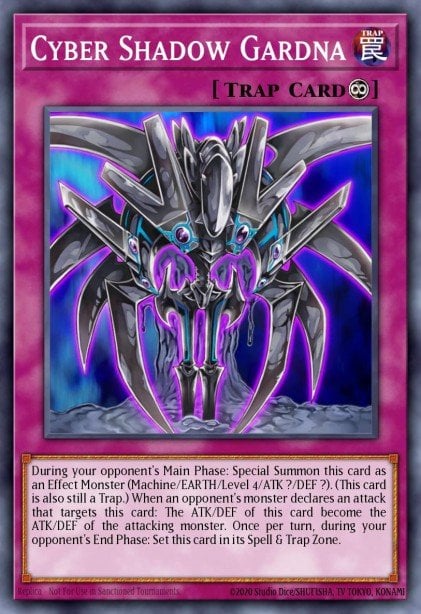 CYBER SHADOW GARDNA
TRAP
罠
[ TRAP CARD ]
During your opponent's Main Phase: Special Summon this card as
an Effect Monster (Machine/EARTH/Level 4/ATK ?/DEF ?). (This card
is also still a Trap.) When an opponent's monster declares an attack
that targets this card: The ATK/DEF of this card become the
ATK/DEF of the attacking monster. Once per turn, during your
opponent's End Phase: Set this card in its Spell & Trap Zone.
Replica - Not For Use in Sanctioned Tournaments
©2020 Studio Dice/SHUEISHA, TV TOKYO, KONAMI